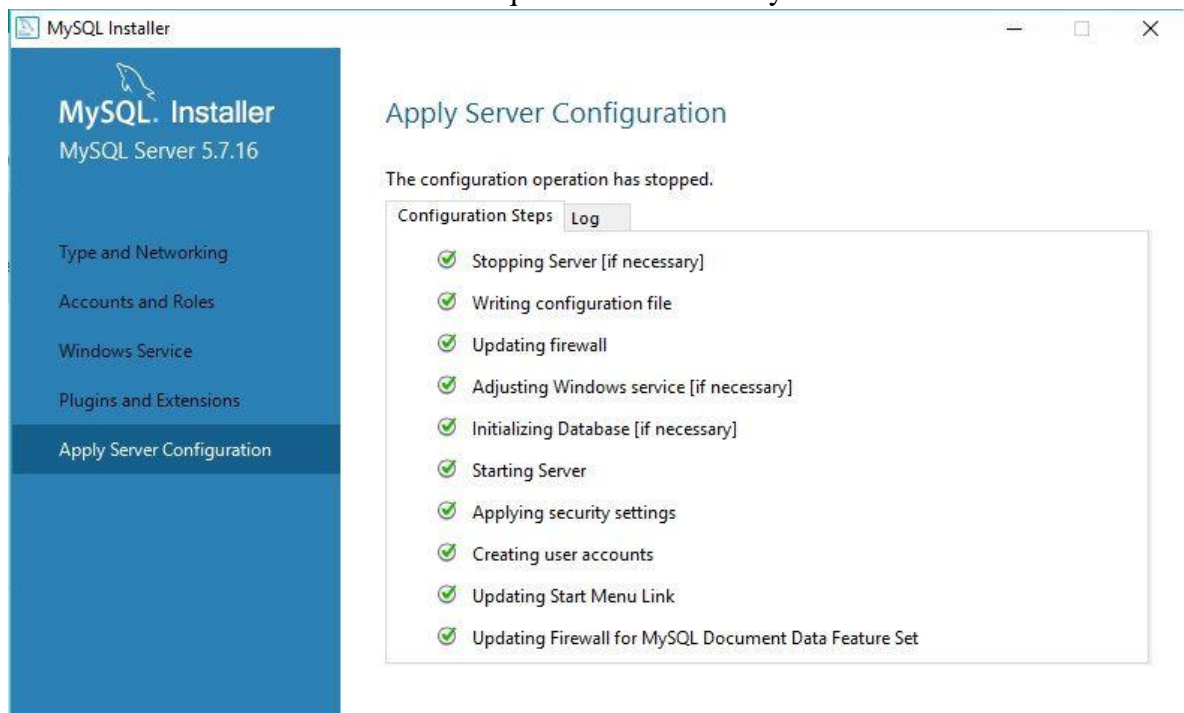 MySQL Installer
MySQL. Installer
MySQL Server 5.7.16
Type and Networking
Accounts and Roles
Windows Service
Plugins and Extensions
Apply Server Configuration
Apply Server Configuration
The configuration operation has stopped.
Configuration Steps Log
Stopping Server [if necessary]
Writing configuration file
Updating firewall
Adjusting Windows service [if necessary]
Initializing Database [if necessary]
Starting Server
Applying security settings
Creating user accounts
Updating Start Menu Link
Updating Firewall for MySQL Document Data Feature Set